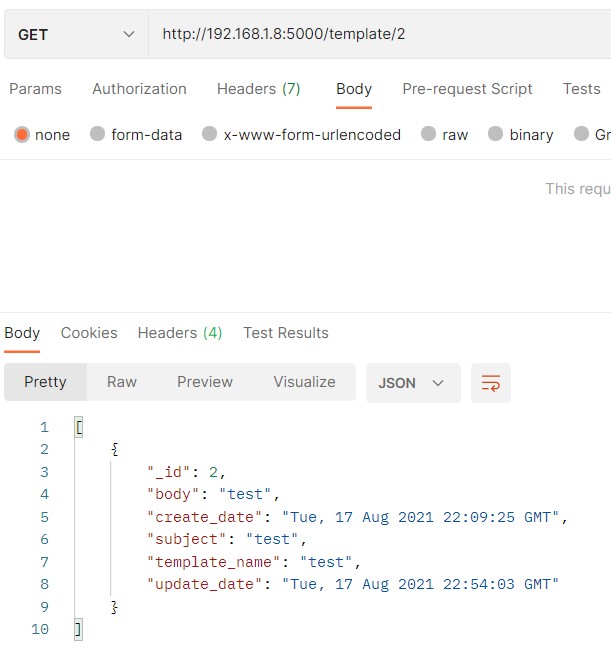 GET http://192.168.1.8:5000/template/2
Params Authorization Headers (7) Body Pre-request Script Tests
none form-data x-www-form-urlencoded raw binary Gr
This requ
Body Cookies Headers (4) Test Results
Pretty Raw Preview Visualize JSON
1 [
2 {
3 "_id": 2,
4 "body": "test",
5 "create_date": "Tue, 17 Aug 2021 22:09:25 GMT",
6 "subject": "test",
7 "template_name": "test",
8 "update_date": "Tue, 17 Aug 2021 22:54:03 GMT"
9 }
10 ]